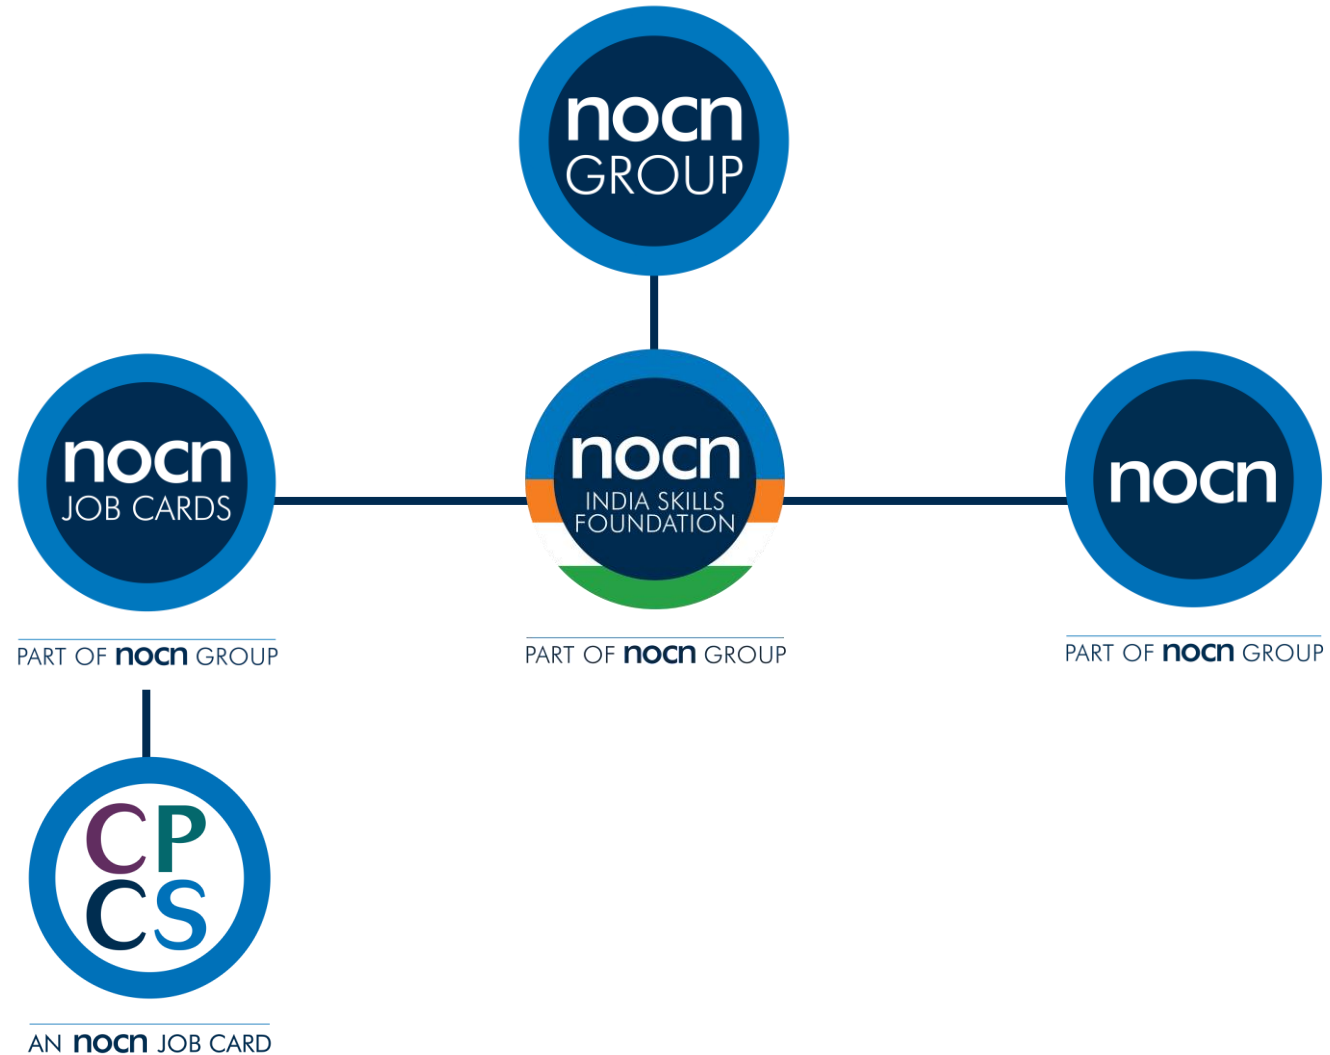 nocn
GROUP
nocn
JOB CARDS
PART OF nocn GROUP
nocn
INDIA SKILLS
FOUNDATION
PART OF nocn GROUP
nocn
PART OF nocn GROUP
CP
CS
AN nocn JOB CARD